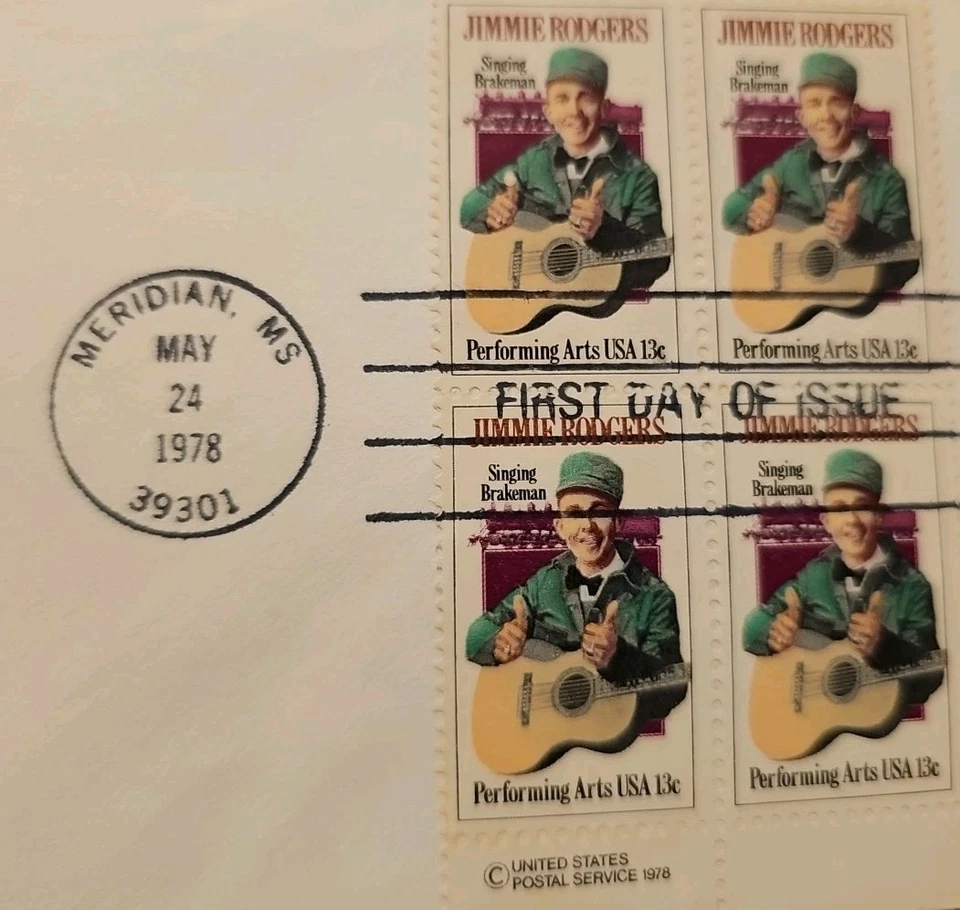 JIMMIE RODGERS
Singing
Brakeman
Performing Arts USA 13c
JIMMIE RODGERS
Singing
Brakeman
Performing Arts USA 13c
MERIDIAN, MS
MAY
24
1978
39301
FIRST DAY OF ISSUE
JIMMIE RODGERS
Singing
Brakeman
Performing Arts USA 13c
JIMMIE RODGERS
Singing
Brakeman
Performing Arts USA 13c
© UNITED STATES
POSTAL SERVICE 1978